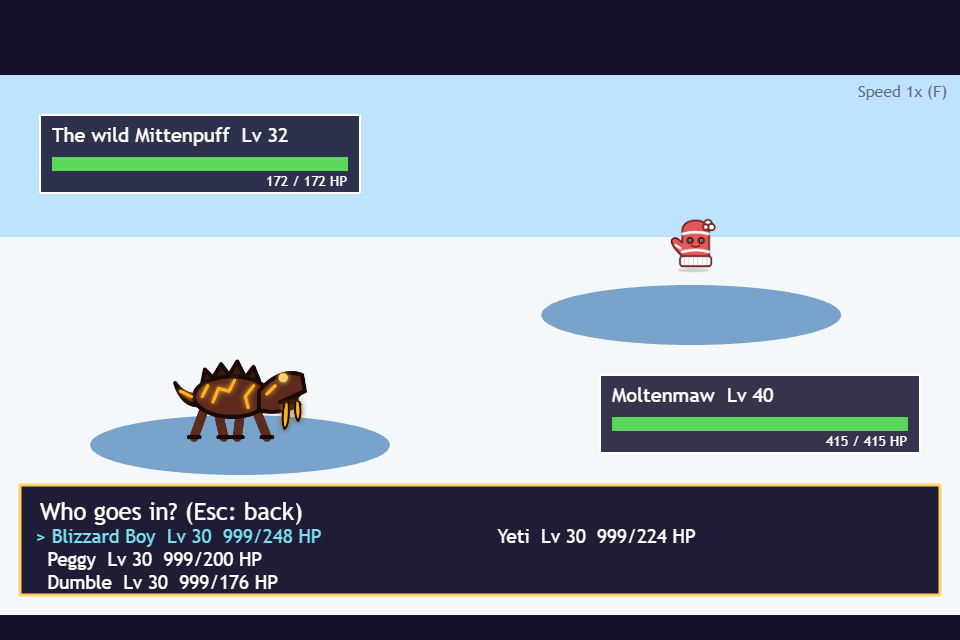 Speed 1x (F)
The wild Mittenpuff Lv 32
172 / 172 HP
Moltenmaw Lv 40
415 / 415 HP
Who goes in? (Esc: back)
> Blizzard Boy Lv 30 999/248 HP
Yeti Lv 30 999/224 HP
Peggy Lv 30 999/200 HP
Dumble Lv 30 999/176 HP